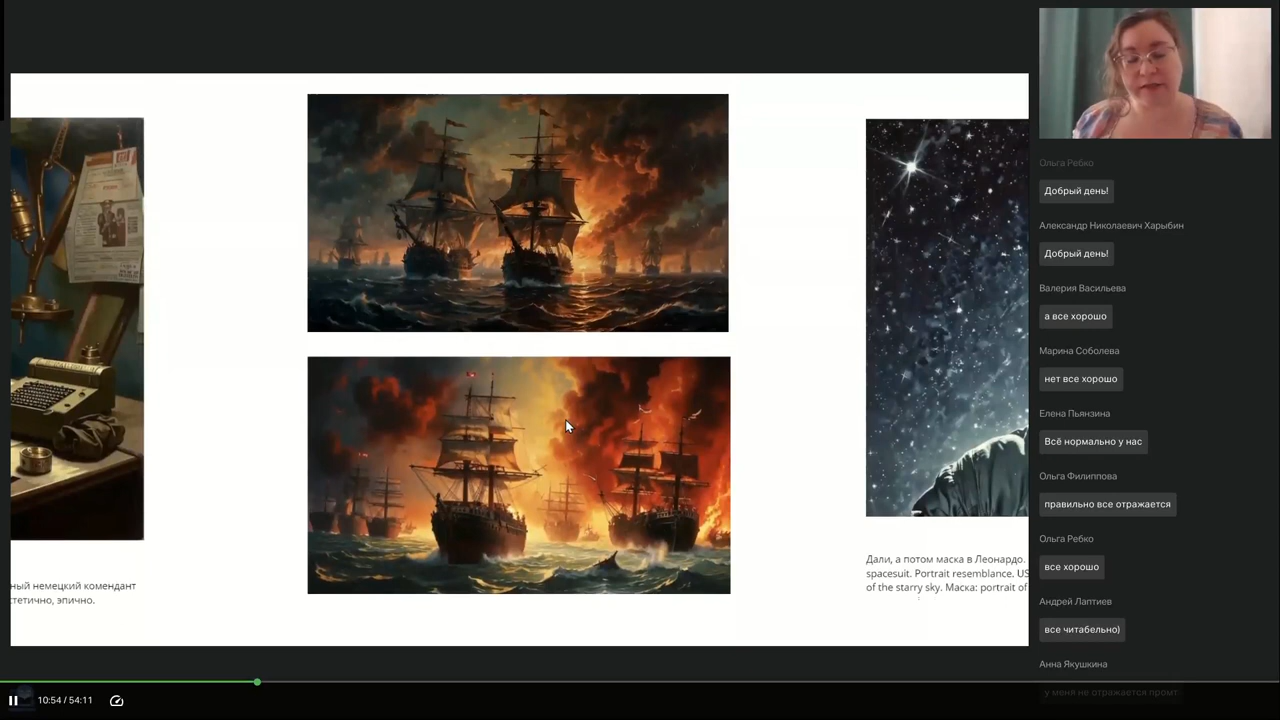 ный немецкий комендант
стетично, эпично.
Дали, а потом маска в Леонардо.
spacesuit. Portrait resemblance. US
of the starry sky. Маска: portrait of
10:54 / 54:11
Ольга Ребко
Добрый день!
Александр Николаевич Харыбин
Добрый день!
Валерия Васильева
а все хорошо
Марина Соболева
нет все хорошо
Елена Пьянзина
Всё нормально у нас
Ольга Филиппова
правильно все отражается
Ольга Ребко
все хорошо
Андрей Лаптиев
все читабельно)
Анна Якушкина
у меня не отражается промт